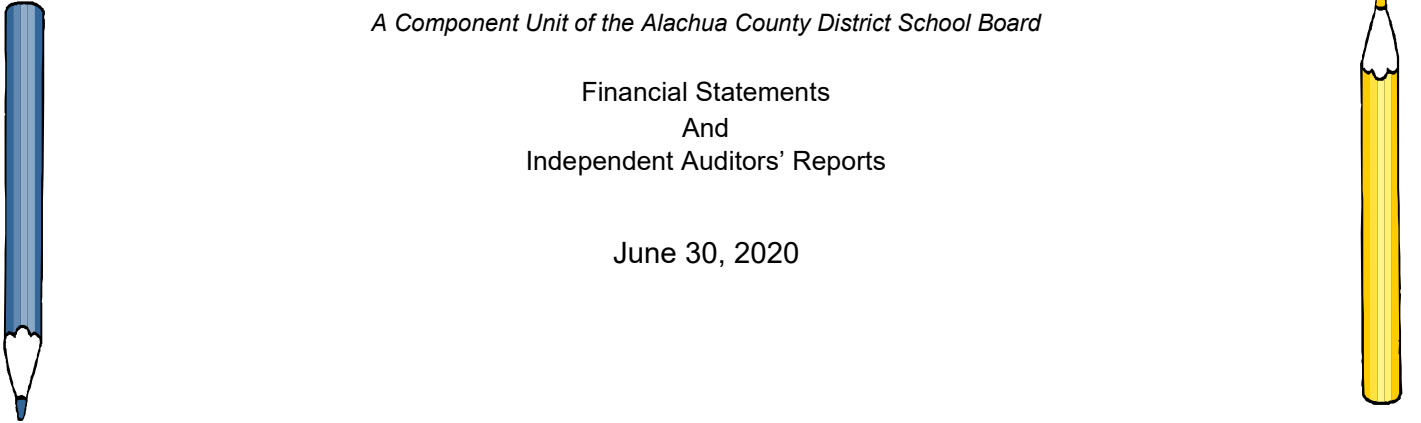 A Component Unit of the Alachua County District School Board
Financial Statements
And
Independent Auditors’ Reports
June 30, 2020